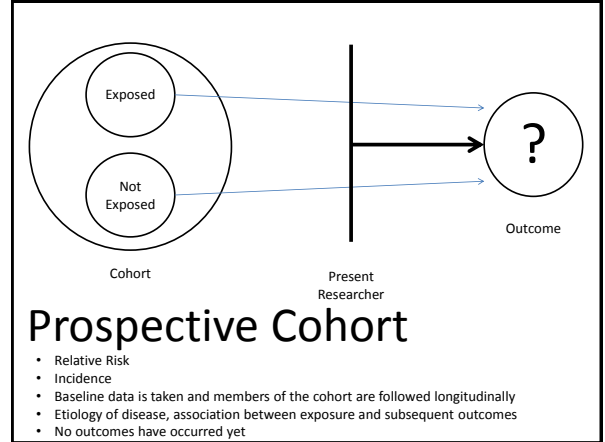 Exposed
?
Not
Exposed
Outcome
Cohort
Present
Researcher
Prospective Cohort
• Relative Risk
• Incidence
• Baseline data is taken and members of the cohort are followed longitudinally
• Etiology of disease, association between exposure and subsequent outcomes
• No outcomes have occurred yet